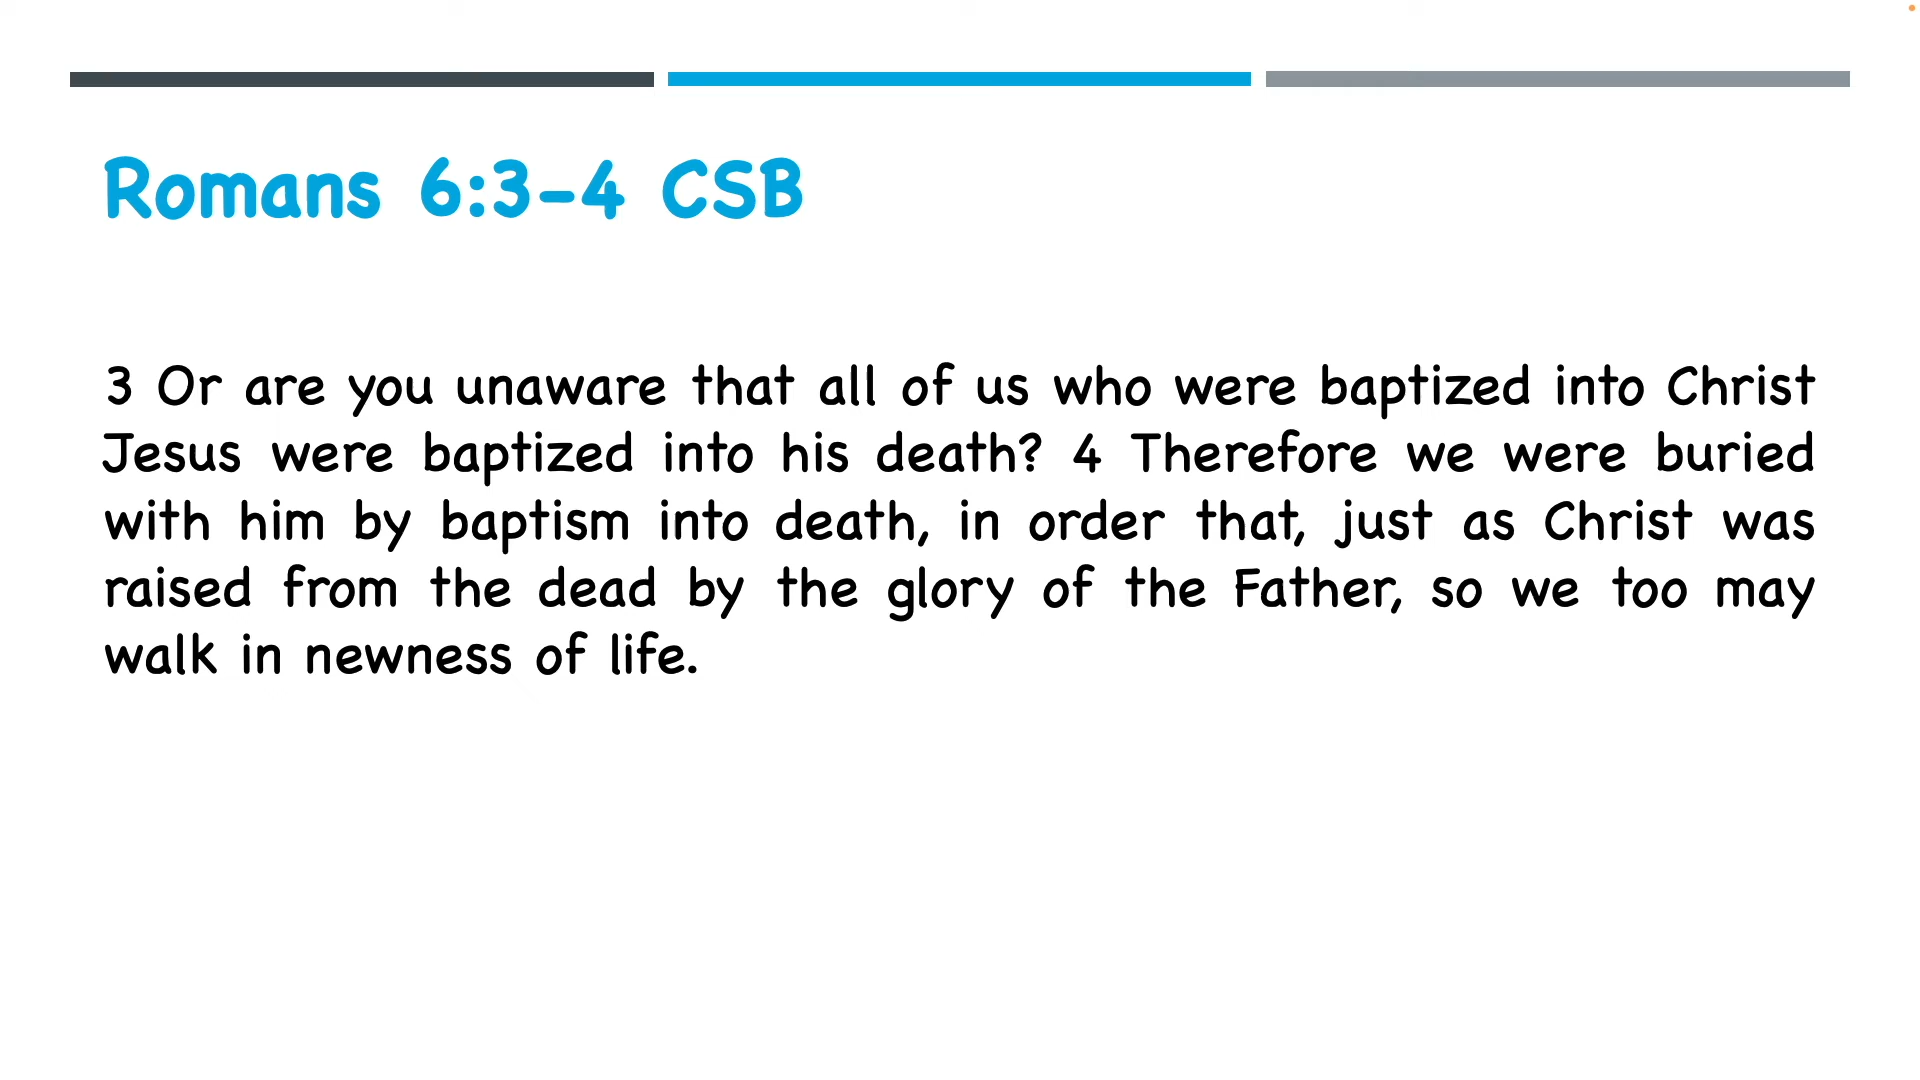 Romans 6:3-4 CSB
3 Or are you unaware that all of us who were baptized into Christ
Jesus were baptized into his death? 4 Therefore we were buried
with him by baptism into death, in order that, just as Christ was
raised from the dead by the glory of the Father, so we too may
walk in newness of life.